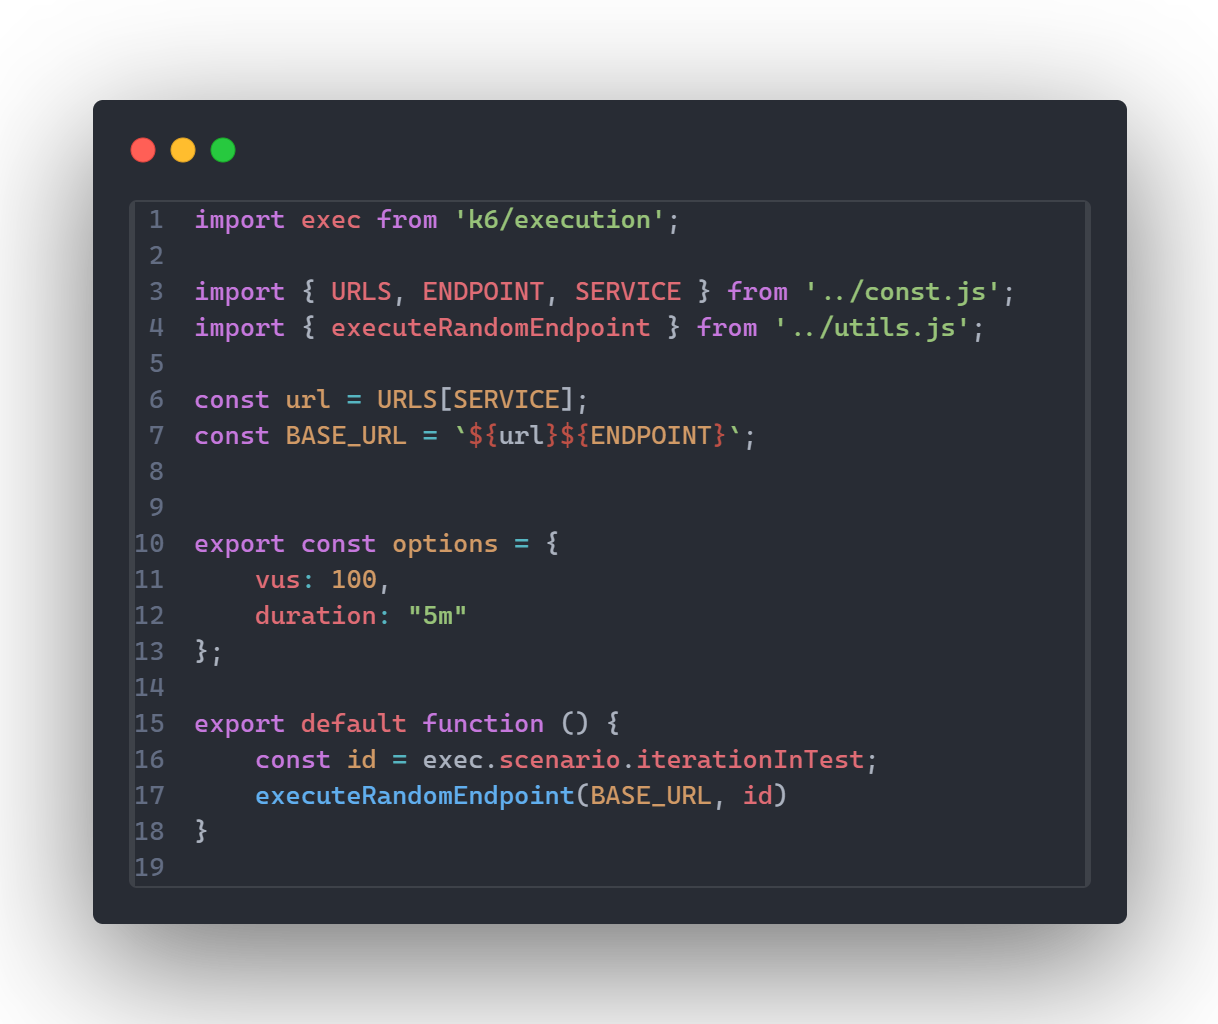 1 import exec from 'k6/execution';
2
3 import { URLS, ENDPOINT, SERVICE } from '../const.js';
4 import { executeRandomEndpoint } from '../utils.js';
5
6 const url = URLS[SERVICE];
7 const BASE_URL = `${url}${ENDPOINT}`;
8
9
10 export const options = {
11     vus: 100,
12     duration: "5m"
13 };
14
15 export default function () {
16     const id = exec.scenario.iterationInTest;
17     executeRandomEndpoint(BASE_URL, id)
18 }
19